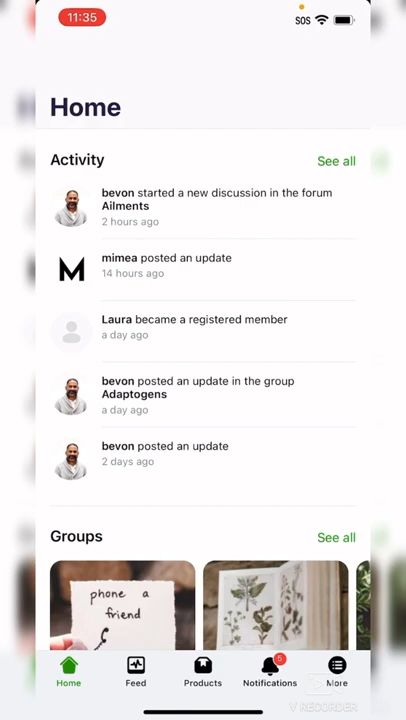 11:35
SOS
Home
Activity
See all
bevon started a new discussion in the forum
Ailments
2 hours ago
M
mimea posted an update
14 hours ago
Laura became a registered member
a day ago
bevon posted an update in the group
Adaptogens
a day ago
bevon posted an update
2 days ago
Groups
See all
phone a
friend
5
Home
Feed
Products
Notifications
More
V RECORDER